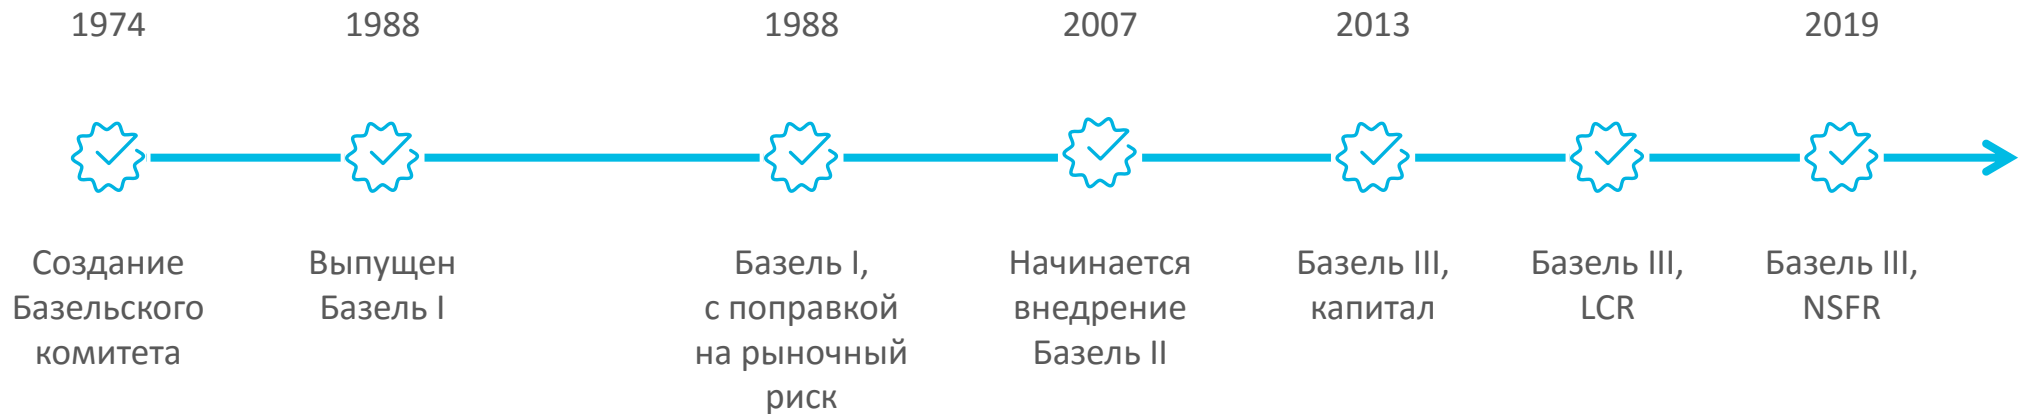 1974
1988
1988
2007
2013
2019
Создание
Базельского
комитета
Выпущен
Базель I
Базель I,
с поправкой
на рыночный
риск
Начинается
внедрение
Базель II
Базель III,
капитал
Базель III,
LCR
Базель III,
NSFR